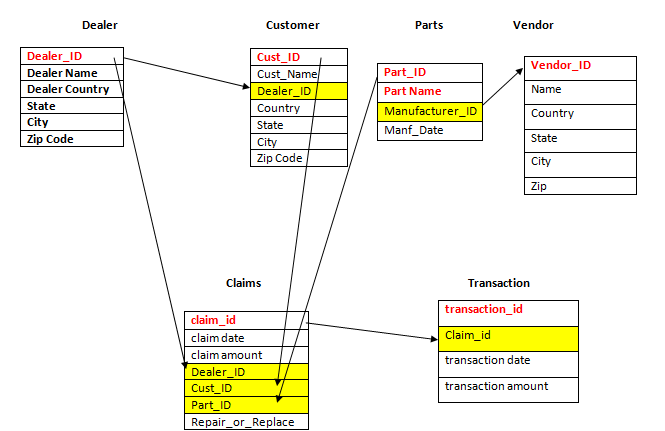 Dealer
Dealer_ID
Dealer Name
Dealer Country
State
City
Zip Code
Customer
Cust_ID
Cust_Name
Dealer_ID
Country
State
City
Zip Code
Parts
Part_ID
Part Name
Manufacturer_ID
Manf_Date
Vendor
Vendor_ID
Name
Country
State
City
Zip
Claims
claim_id
claim date
claim amount
Dealer_ID
Cust_ID
Part_ID
Repair_or_Replace
Transaction
transaction_id
Claim_id
transaction date
transaction amount